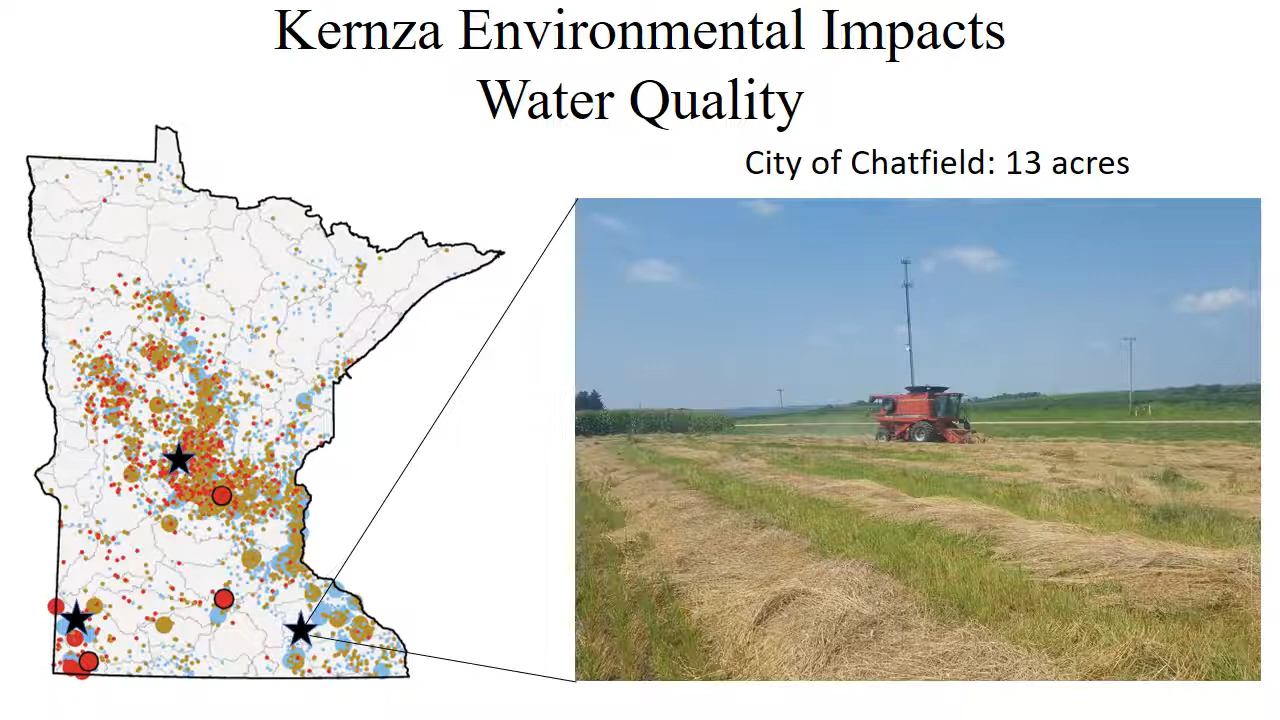 Kernza Environmental Impacts
Water Quality
City of Chatfield: 13 acres